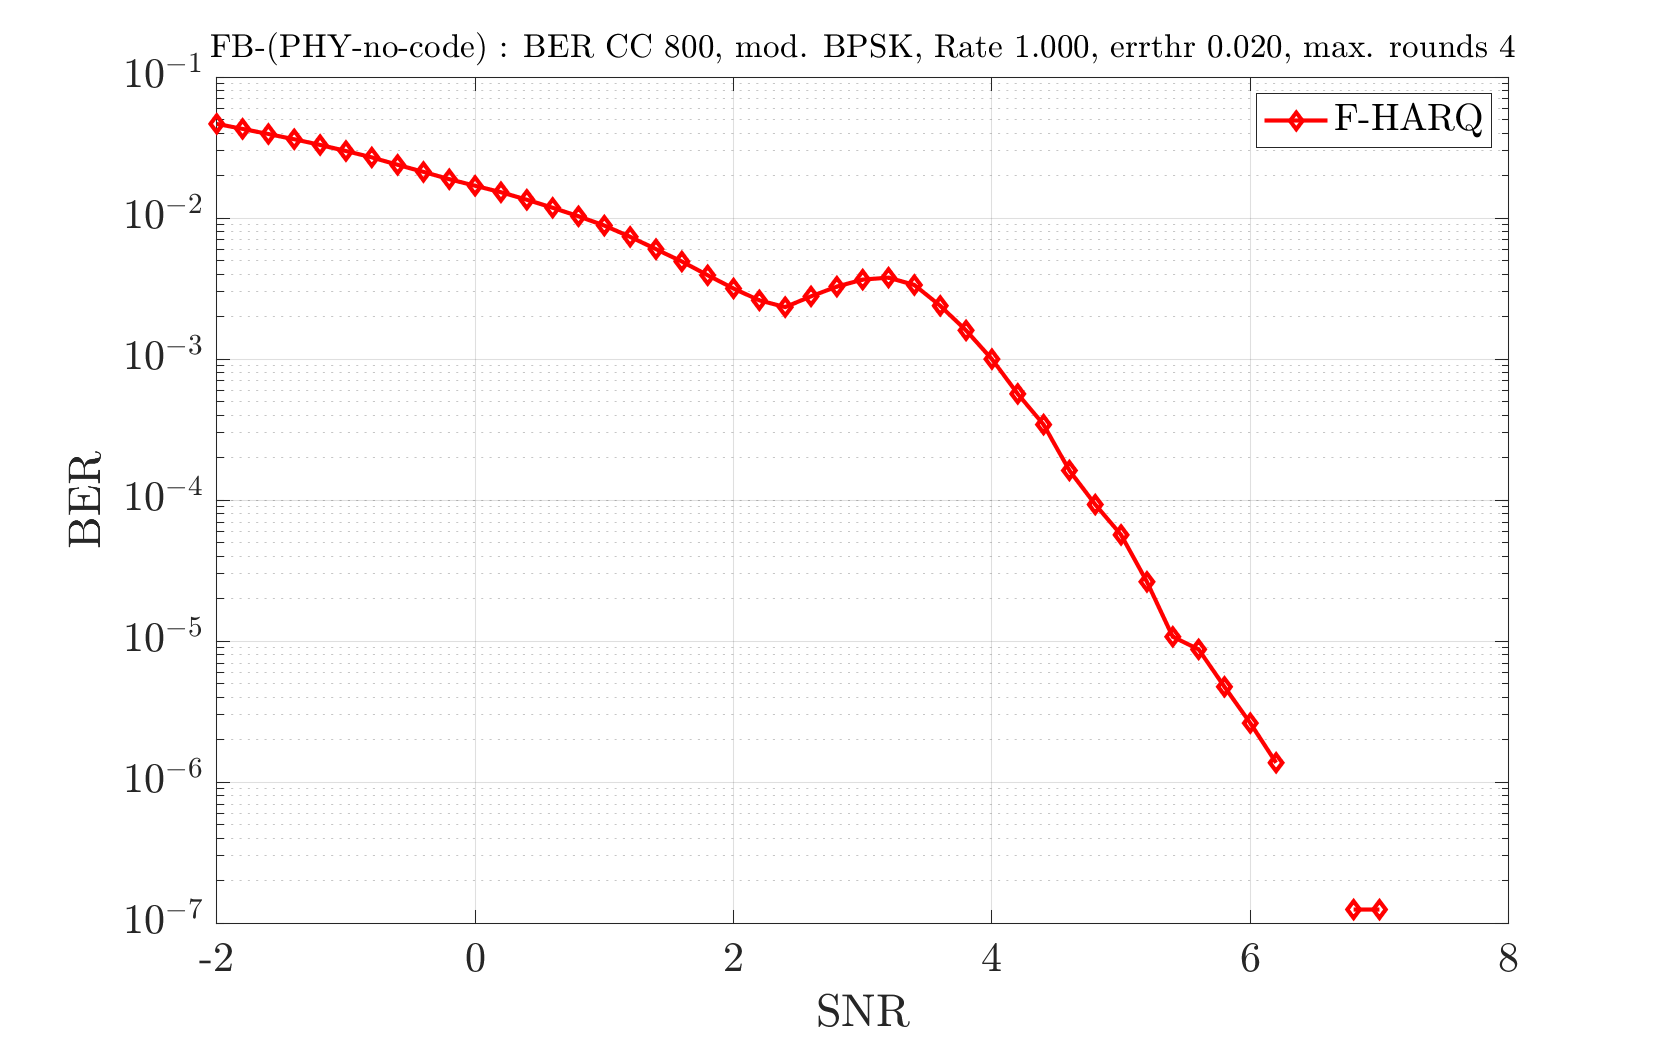 FB-(PHY-no-code) : BER CC 800, mod. BPSK, Rate 1.000, errthr 0.020, max. rounds 4
F-HARQ
10⁻¹
10⁻²
10⁻³
10⁻⁴
10⁻⁵
10⁻⁶
10⁻⁷
BER
-2 0 2 4 6 8
SNR